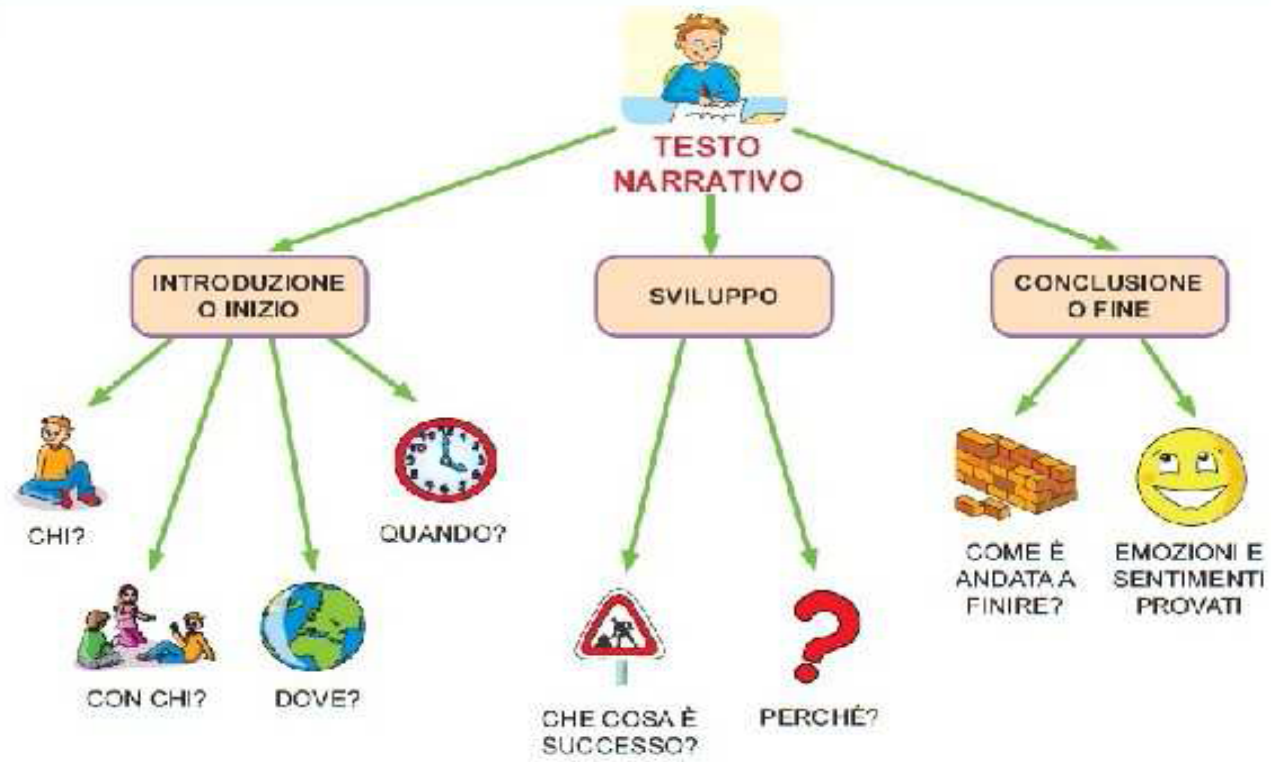 TESTO
NARRATIVO
INTRODUZIONE
O INIZIO
SVILUPPO
CONCLUSIONE
O FINE
CHI?
QUANDO?
CON CHI?
DOVE?
CHE COSA È
SUCCESSO?
PERCHÉ?
COME È
ANDATA A
FINIRE?
EMOZIONI E
SENTIMENTI
PROVATI